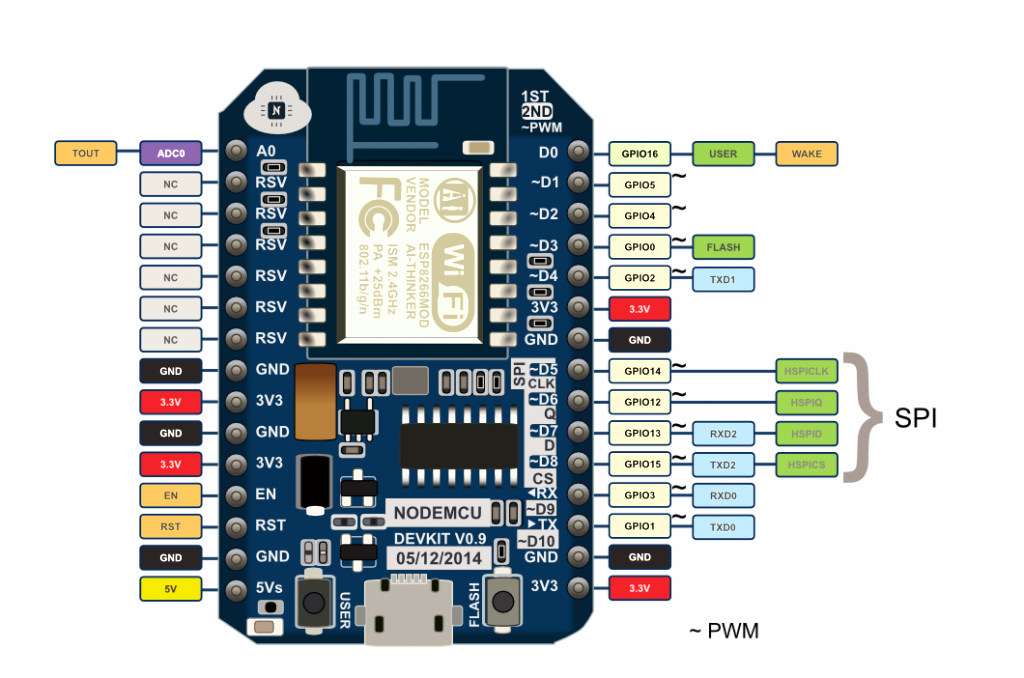 1ST
2ND
~PWM
TOUT ADC0 A0 D0 GPIO16 USER WAKE
NC RSV ~D1 GPIO5 ~
NC RSV ~D2 GPIO4 ~
NC RSV ~D3 GPIO0 ~ FLASH
NC RSV ~D4 GPIO2 ~ TXD1
NC RSV 3V3 3.3V
NC RSV GND GND
GND GND ~D5 GPIO14 ~ HSPICLK
SPI
CLK
3.3V 3V3 ~D6 GPIO12 ~ HSPIQ
Q
SPI
GND GND ~D7 GPIO13 ~ RXD2 HSPID
D
3.3V 3V3 ~D8 GPIO15 ~ TXD2 HSPICS
CS
EN EN ◂RX GPIO3 ~ RXD0
~D9
RST RST ▸TX GPIO1 ~ TXD0
~D10
GND GND GND GND
5V 5Vs 3V3 3.3V
N
AI
WiFi
FC
MODEL ESP8266MOD
VENDOR AI-THINKER
ISM 2.4GHz
PA +25dBm
802.11b/g/n
NODEMCU
DEVKIT V0.9
05/12/2014
USER
FLASH
~ PWM